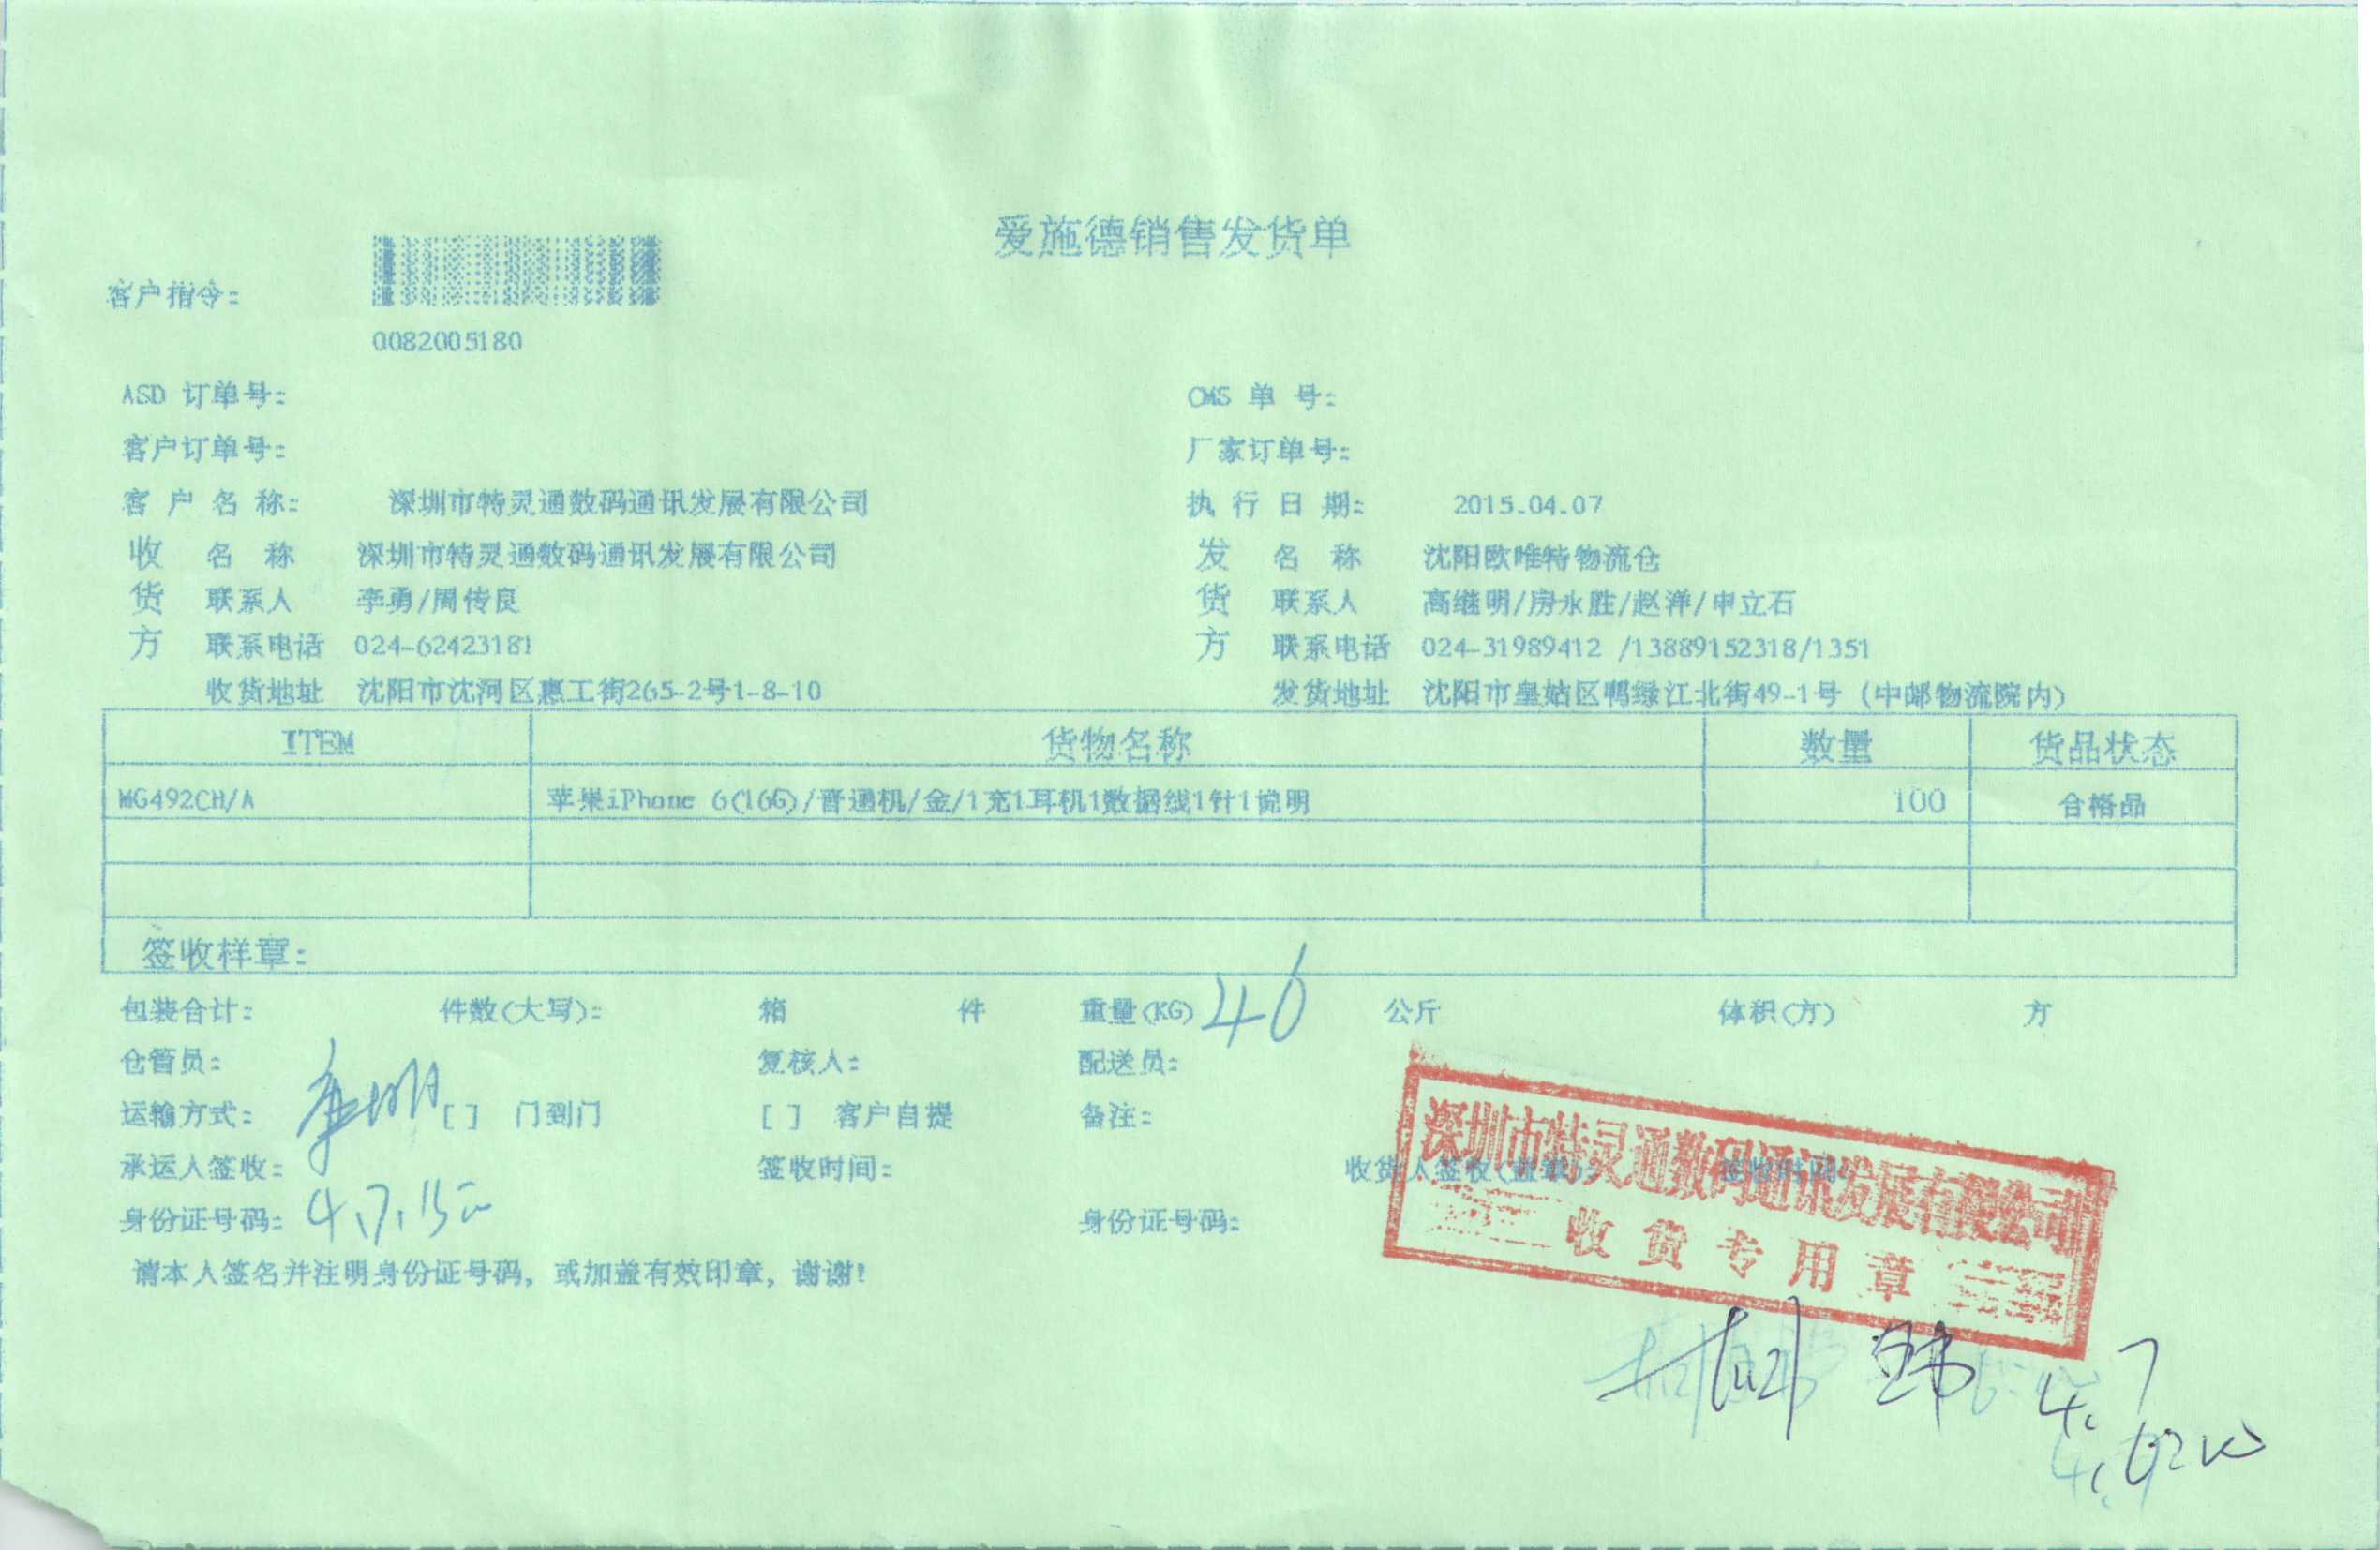 爱施德销售发货单
客户指令:
0082005180
ASD 订单号: OMS 单 号:
客户订单号: 厂家订单号:
客 户 名 称: 深圳市特灵通数码通讯发展有限公司 执 行 日 期: 2015.04.07
收 名 称 深圳市特灵通数码通讯发展有限公司 发 名 称 沈阳欧唯特物流仓
货 联系人 李勇/周传良 货 联系人 高继明/房永胜/赵洋/申立石
方 联系电话 024-62423181 方 联系电话 024-31989412 /13889152318/1351
收货地址 沈阳市沈河区惠工街265-2号1-8-10 发货地址 沈阳市皇姑区鸭绿江北街49-1号 (中邮物流院内)
ITEM 货物名称 数量 货品状态
MG492CH/A 苹果iPhone 6(16G)/普通机/金/1充1耳机1数据线1针1说明 100 合格品
签收样章:
包装合计: 件数(大写): 箱 件 重量(KG) 46 公斤 体积(方) 方
仓管员: 复核人: 配送员:
运输方式: [ ] 门到门 [ ] 客户自提 备注:
承运人签收: 签收时间: 收货人签收(盖章): 签收时间:
身份证号码: 身份证号码:
请本人签名并注明身份证号码, 或加盖有效印章, 谢谢!
深圳市特灵通数码通讯发展有限公司
收货专用章
4.7